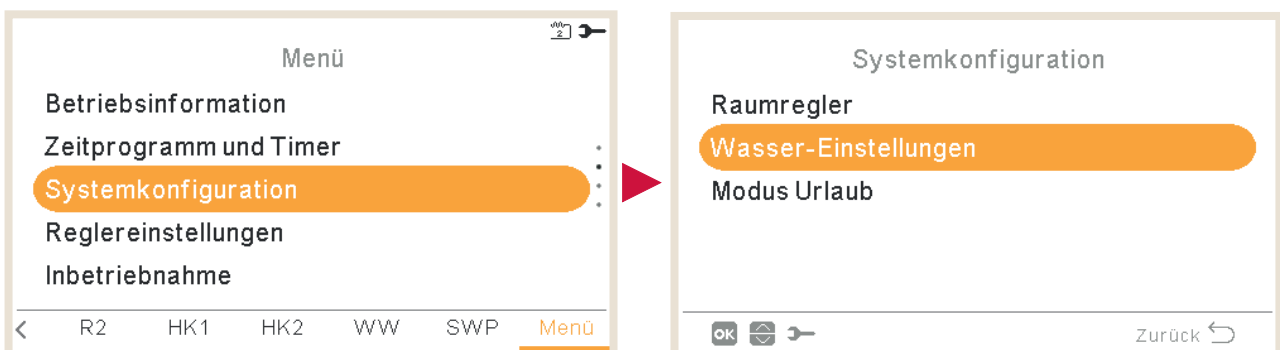 2
Menü
Betriebsinformation
Zeitprogramm und Timer
Systemkonfiguration
Reglereinstellungen
Inbetriebnahme
< R2 HK1 HK2 WW SWP Menü
Systemkonfiguration
Raumregler
Wasser-Einstellungen
Modus Urlaub
OK Zurück